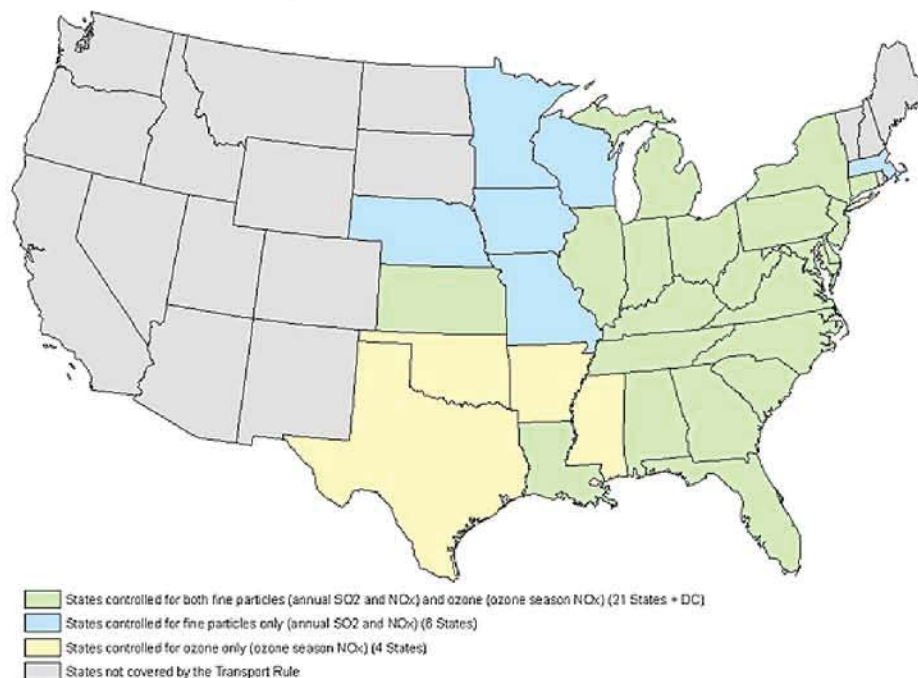 States controlled for both fine particles (annual SO2 and NOx) and ozone (ozone season NOx) (21 States + DC)
States controlled for fine particles only (annual SO2 and NOx) (6 States)
States controlled for ozone only (ozone season NOx) (4 States)
States not covered by the Transport Rule